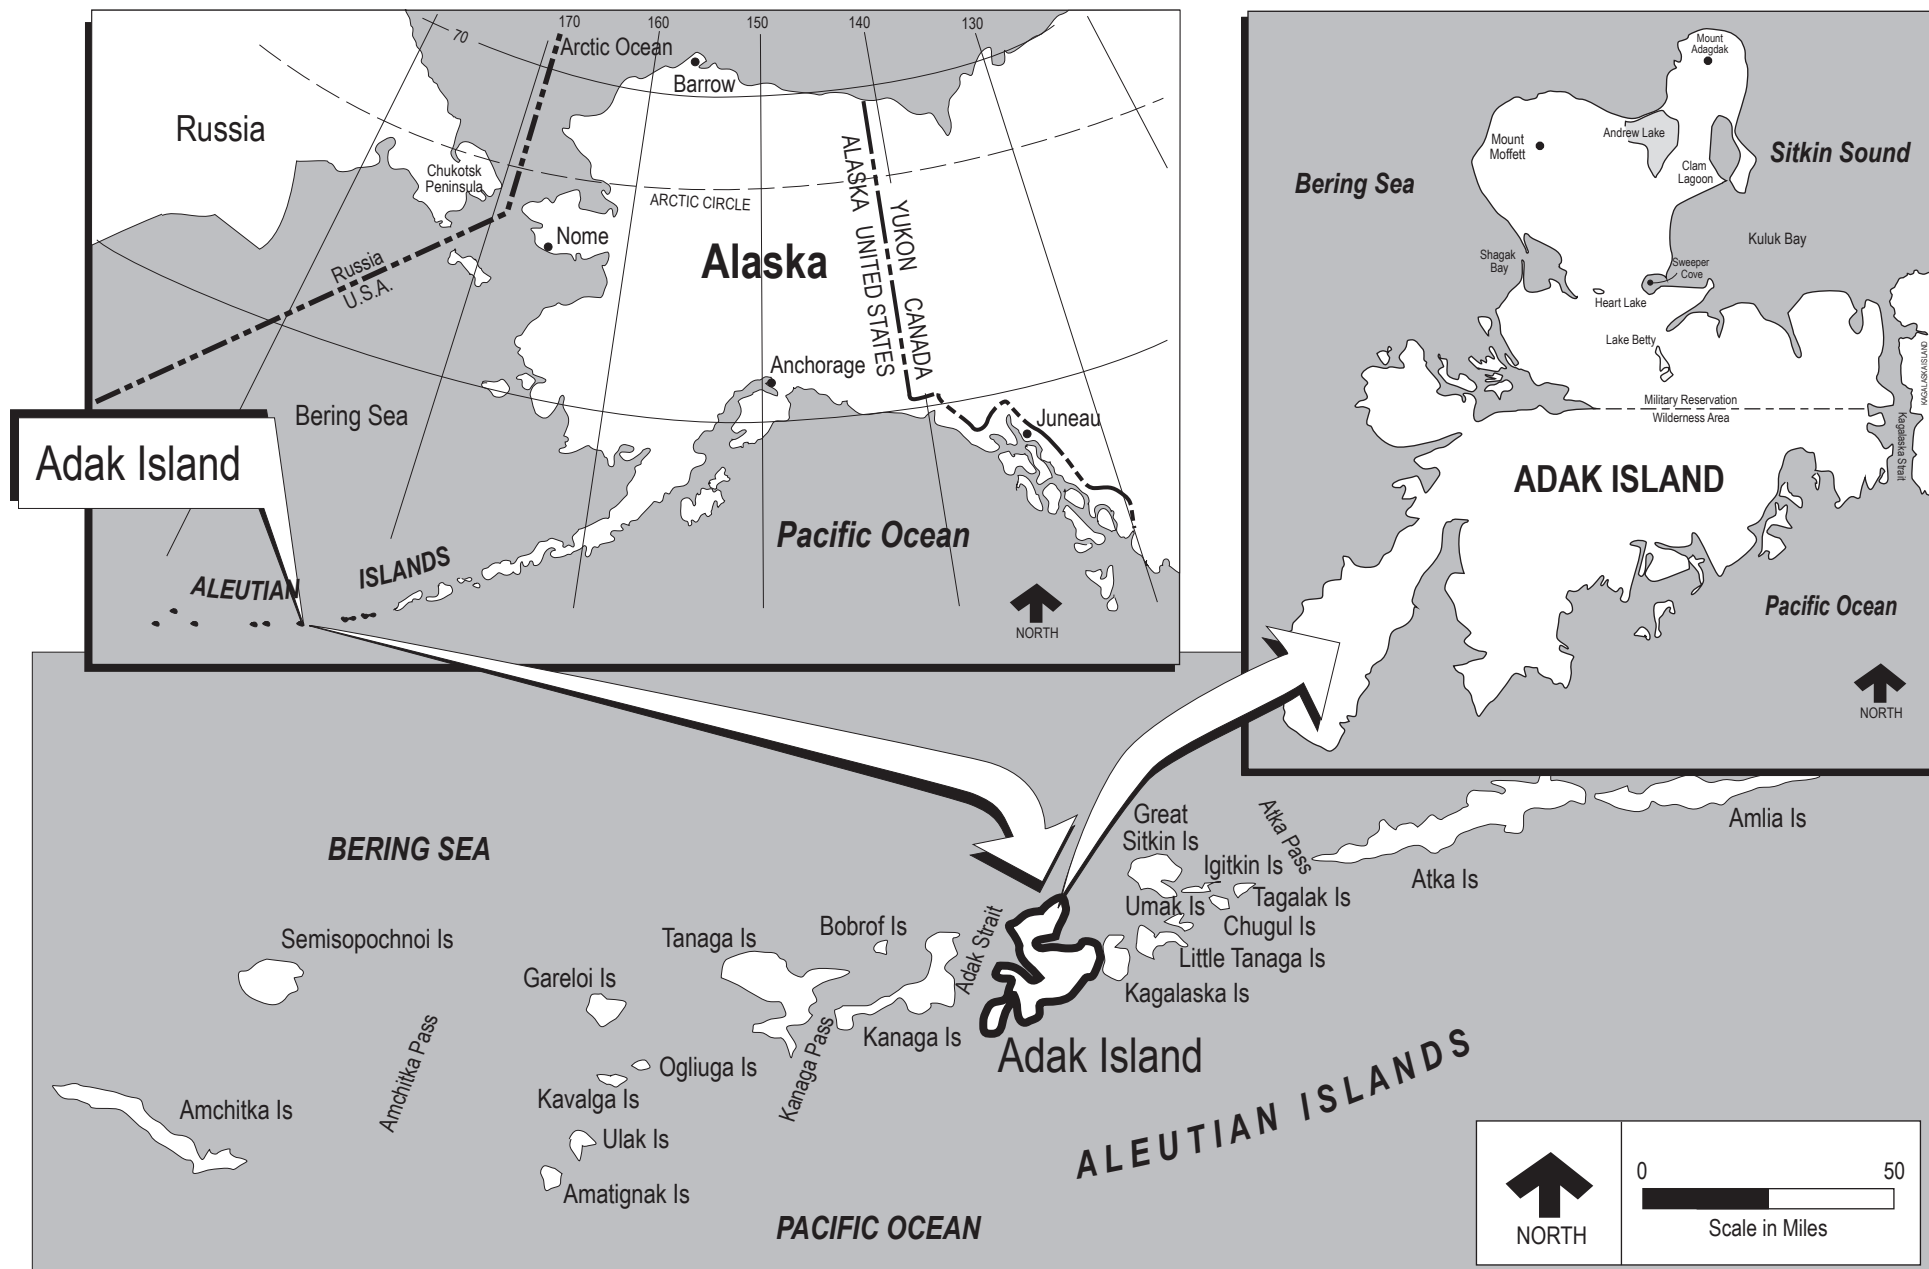 170
160
150
140
130
70
Arctic Ocean
Barrow
Russia
Chukotsk
Peninsula
ARCTIC CIRCLE
ALASKA UNITED STATES
YUKON CANADA
Nome
Alaska
Russia
U.S.A.
Anchorage
Bering Sea
Juneau
Adak Island
Pacific Ocean
ALEUTIAN
ISLANDS
NORTH
Mount
Adagdak
Mount
Moffett
Andrew Lake
Clam
Lagoon
Sitkin Sound
Bering Sea
Kuluk Bay
Shagak
Bay
Sweeper
Cove
Heart Lake
Lake Betty
KAGALASKA ISLAND
Military Reservation
Wilderness Area
Kagalaska Strait
ADAK ISLAND
Pacific Ocean
NORTH
BERING SEA
Great
Sitkin Is
Atka Pass
Amlia Is
Igitkin Is
Atka Is
Tagalak Is
Umak Is
Chugul Is
Little Tanaga Is
Kagalaska Is
Semisopochnoi Is
Tanaga Is
Bobrof Is
Adak Strait
Gareloi Is
Kanaga Is
Adak Island
Amchitka Pass
Ogliuga Is
Kanaga Pass
Kavalga Is
Amchitka Is
Ulak Is
Amatignak Is
ALEUTIAN ISLANDS
PACIFIC OCEAN
NORTH
0 50
Scale in Miles